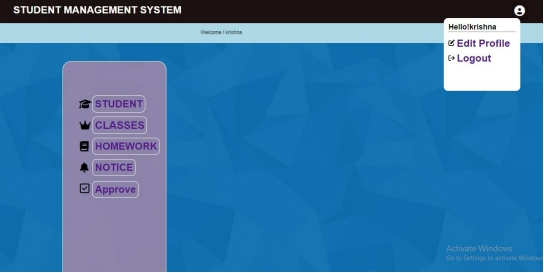 STUDENT MANAGEMENT SYSTEM
Welcome ! krishna
Hello!krishna
Edit Profile
Logout
STUDENT
CLASSES
HOMEWORK
NOTICE
Approve
Activate Windows
Go to Settings to activate Windows